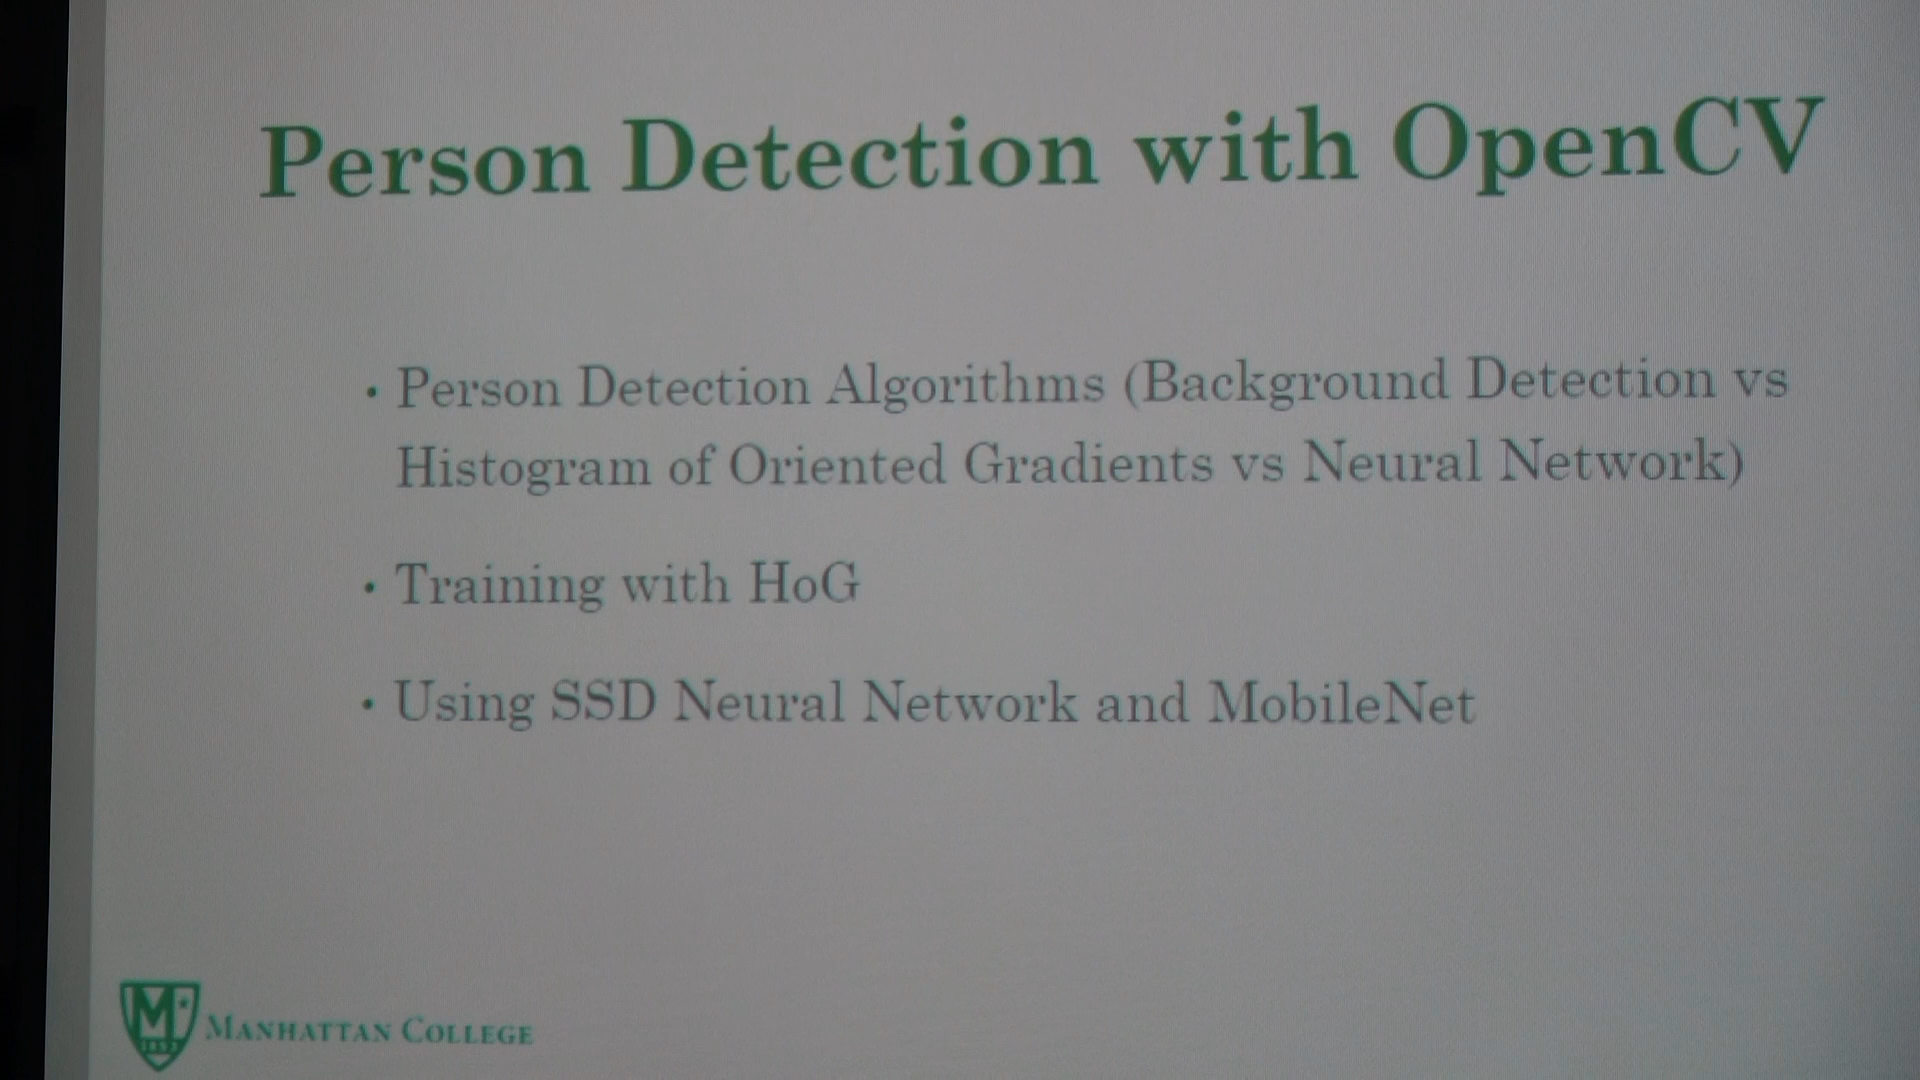 Person Detection with OpenCV
• Person Detection Algorithms (Background Detection vs
Histogram of Oriented Gradients vs Neural Network)
• Training with HoG
• Using SSD Neural Network and MobileNet
M
1853
MANHATTAN COLLEGE